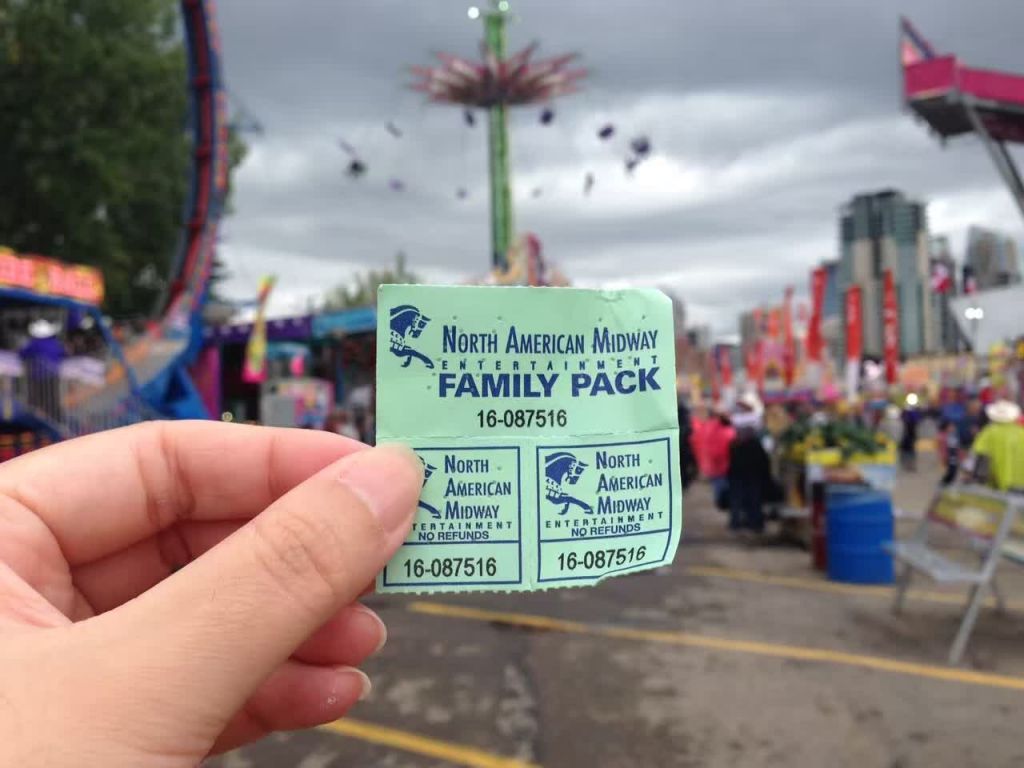 NORTH AMERICAN MIDWAY
ENTERTAINMENT
FAMILY PACK
16-087516
NORTH
AMERICAN
MIDWAY
TERTAINMENT
NO REFUNDS
16-087516
NORTH
AMERICAN
MIDWAY
ENTERTAINMENT
NO REFUNDS
16-087516